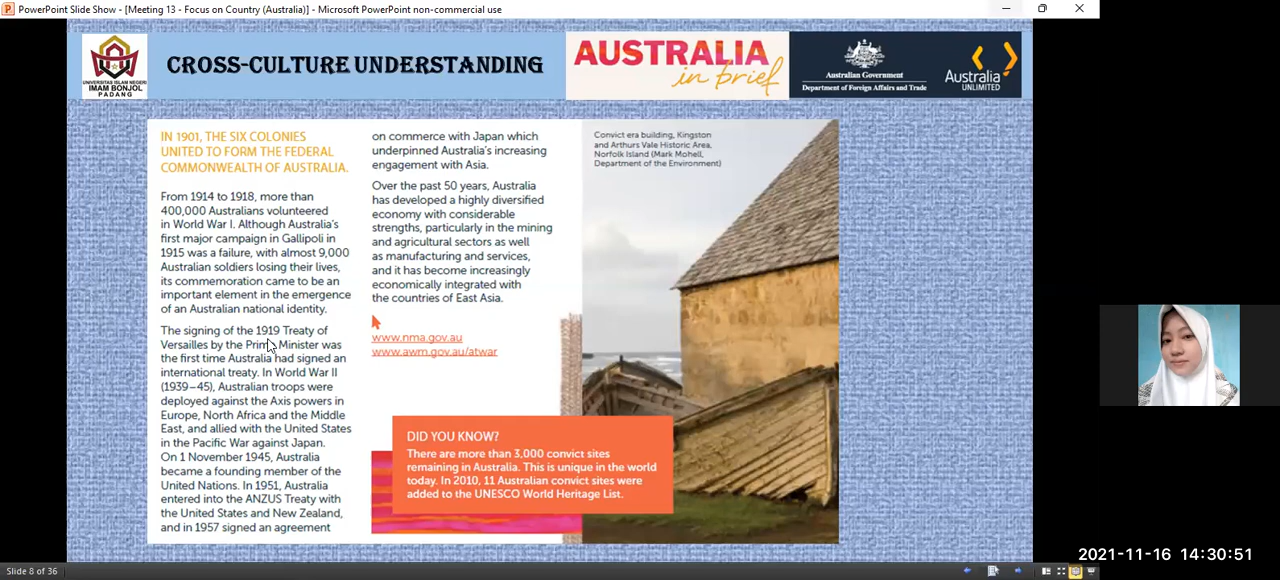 PowerPoint Slide Show - [Meeting 13 - Focus on Country (Australia)] - Microsoft PowerPoint non-commercial use
UNIVERSITAS ISLAM NEGERI
IMAM BONJOL
PADANG
CROSS-CULTURE UNDERSTANDING
AUSTRALIA
in brief
Australian Government
Department of Foreign Affairs and Trade
Australia
UNLIMITED
IN 1901, THE SIX COLONIES
UNITED TO FORM THE FEDERAL
COMMONWEALTH OF AUSTRALIA.
From 1914 to 1918, more than
400,000 Australians volunteered
in World War I. Although Australia's
first major campaign in Gallipoli in
1915 was a failure, with almost 9,000
Australian soldiers losing their lives,
its commemoration came to be an
important element in the emergence
of an Australian national identity.
The signing of the 1919 Treaty of
Versailles by the Prime Minister was
the first time Australia had signed an
international treaty. In World War II
(1939–45), Australian troops were
deployed against the Axis powers in
Europe, North Africa and the Middle
East, and allied with the United States
in the Pacific War against Japan.
On 1 November 1945, Australia
became a founding member of the
United Nations. In 1951, Australia
entered into the ANZUS Treaty with
the United States and New Zealand,
and in 1957 signed an agreement
on commerce with Japan which
underpinned Australia's increasing
engagement with Asia.
Over the past 50 years, Australia
has developed a highly diversified
economy with considerable
strengths, particularly in the mining
and agricultural sectors as well
as manufacturing and services,
and it has become increasingly
economically integrated with
the countries of East Asia.
www.nma.gov.au
www.awm.gov.au/atwar
Convict era building, Kingston
and Arthurs Vale Historic Area,
Norfolk Island (Mark Mohell,
Department of the Environment)
DID YOU KNOW?
There are more than 3,000 convict sites
remaining in Australia. This is unique in the world
today. In 2010, 11 Australian convict sites were
added to the UNESCO World Heritage List.
2021-11-16 14:30:51
Slide 8 of 36